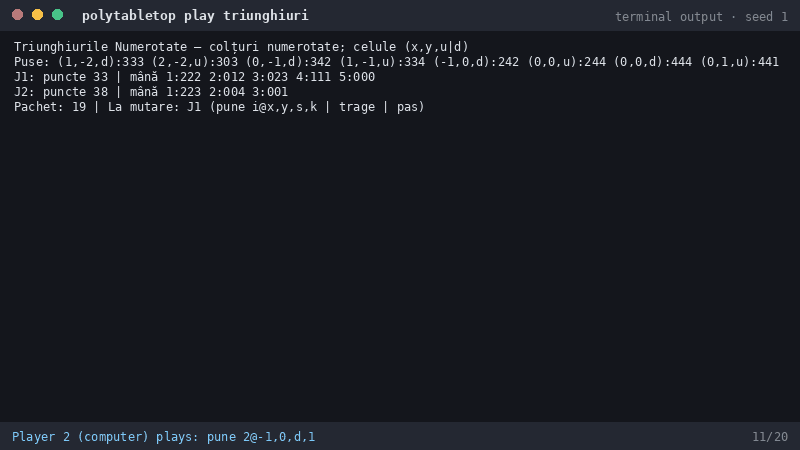 polytabletop play triunghiuri
terminal output · seed 1
Triunghiurile Numerotate — colțuri numerotate; celule (x,y,u|d)
Puse: (1,-2,d):333 (2,-2,u):303 (0,-1,d):342 (1,-1,u):334 (-1,0,d):242 (0,0,u):244 (0,0,d):444 (0,1,u):441
J1: puncte 33 | mână 1:222 2:012 3:023 4:111 5:000
J2: puncte 38 | mână 1:223 2:004 3:001
Pachet: 19 | La mutare: J1 (pune i@x,y,s,k | trage | pas)
Player 2 (computer) plays: pune 2@-1,0,d,1
11/20